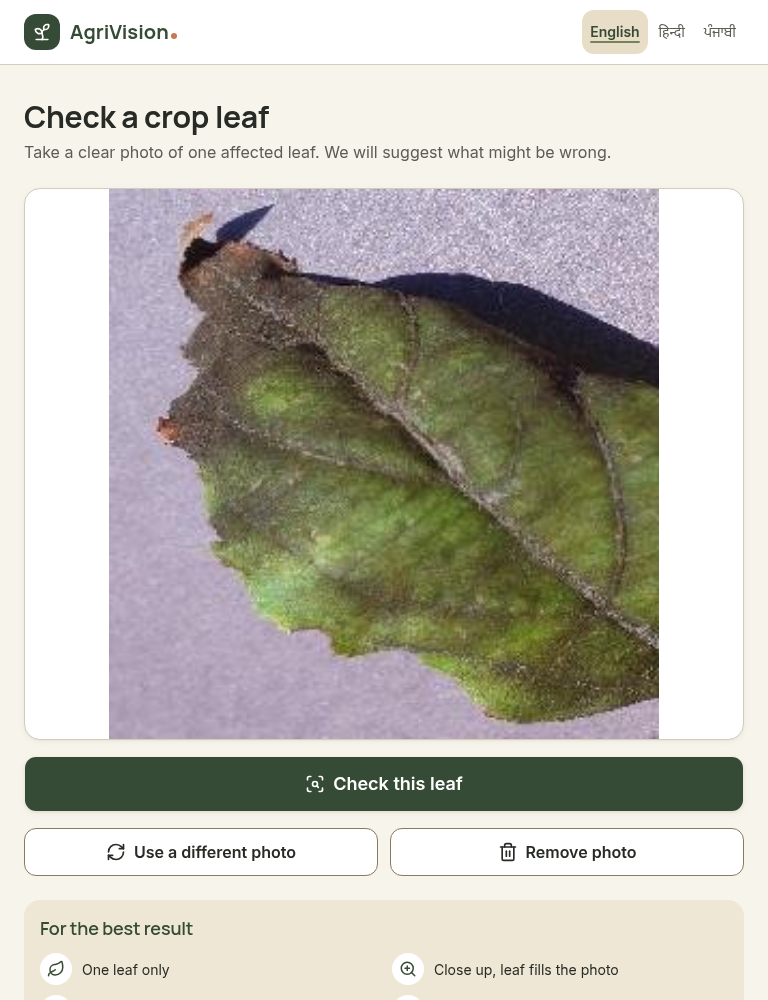 AgriVision
English हिन्दी ਪੰਜਾਬੀ
Check a crop leaf
Take a clear photo of one affected leaf. We will suggest what might be wrong.
Check this leaf
Use a different photo
Remove photo
For the best result
One leaf only
Close up, leaf fills the photo